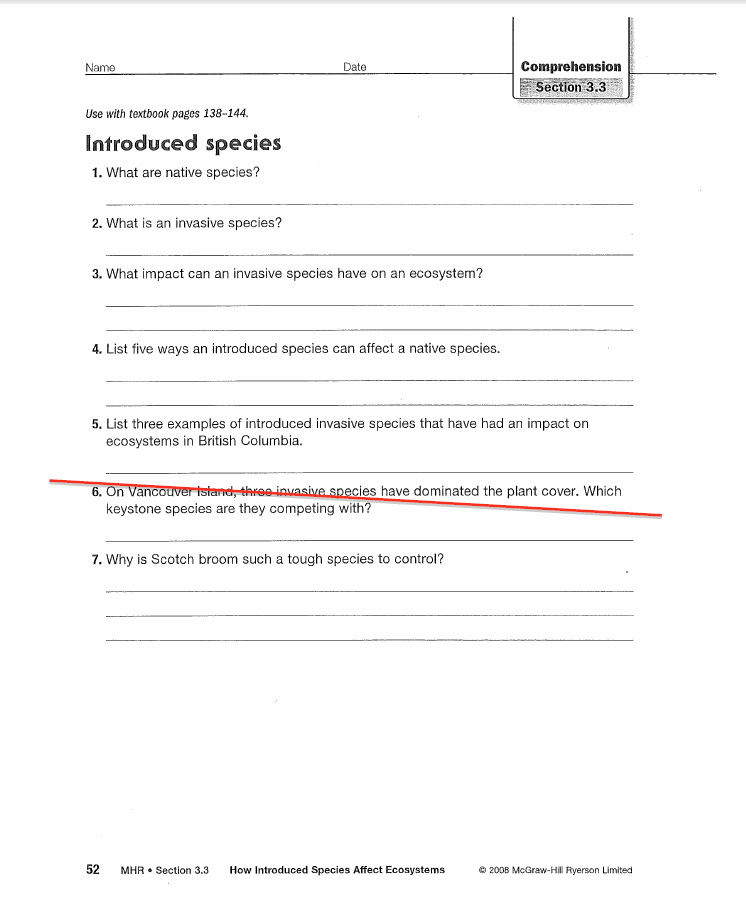 Name Date Comprehension
Section 3.3
Use with textbook pages 138–144.
Introduced species
1. What are native species?
2. What is an invasive species?
3. What impact can an invasive species have on an ecosystem?
4. List five ways an introduced species can affect a native species.
5. List three examples of introduced invasive species that have had an impact on
ecosystems in British Columbia.
6. On Vancouver Island, three invasive species have dominated the plant cover. Which
keystone species are they competing with?
7. Why is Scotch broom such a tough species to control?
52 MHR • Section 3.3 How Introduced Species Affect Ecosystems © 2008 McGraw-Hill Ryerson Limited